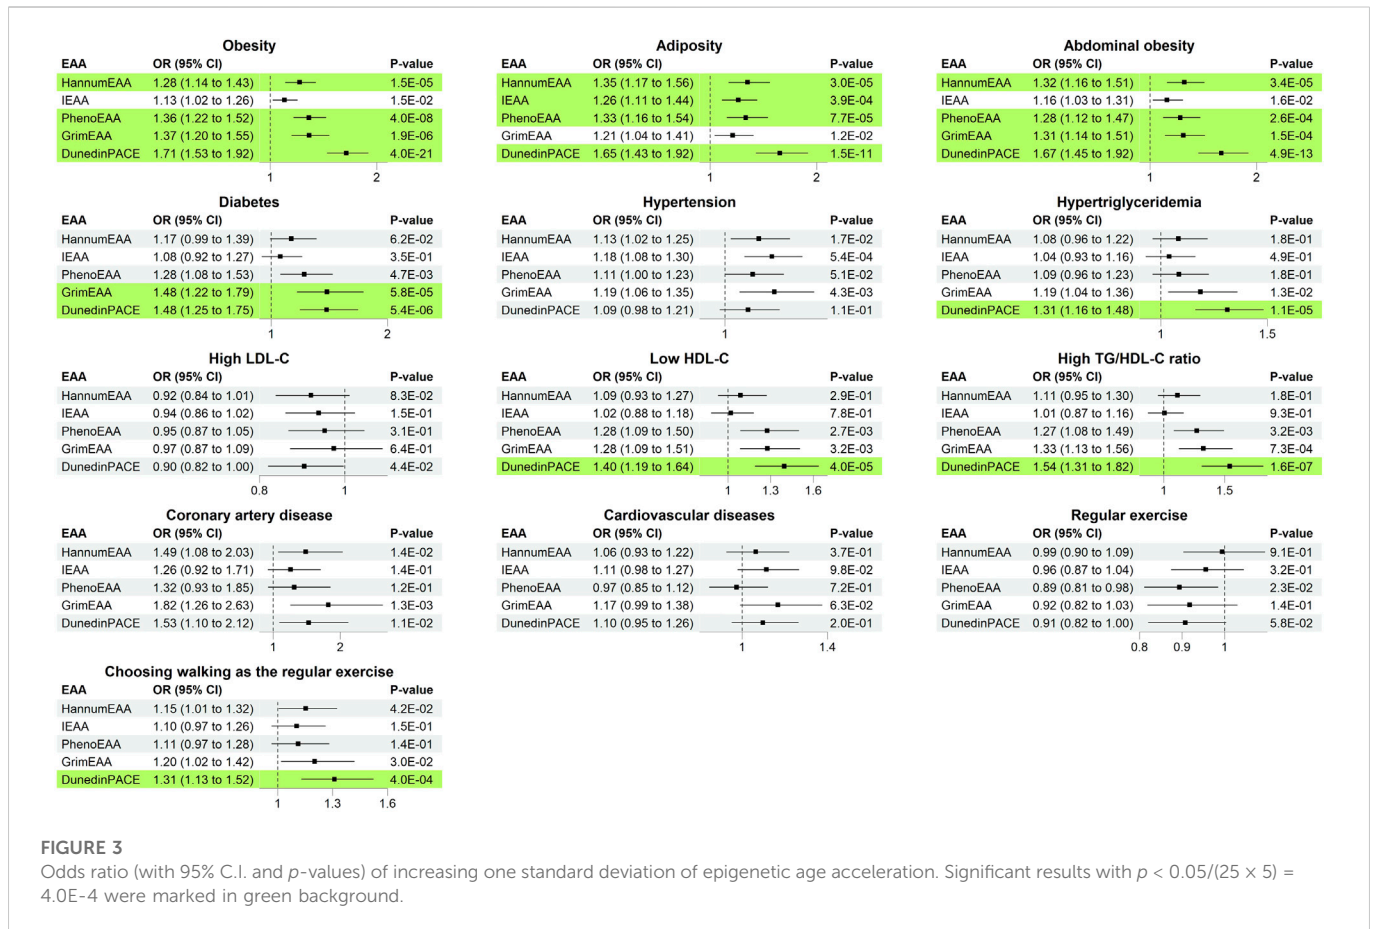 Obesity
EAA OR (95% CI) P-value
HannumEAA 1.28 (1.14 to 1.43) 1.5E-05
IEAA 1.13 (1.02 to 1.26) 1.5E-02
PhenoEAA 1.36 (1.22 to 1.52) 4.0E-08
GrimEAA 1.37 (1.20 to 1.55) 1.9E-06
DunedinPACE 1.71 (1.53 to 1.92) 4.0E-21
1 2
Adiposity
EAA OR (95% CI) P-value
HannumEAA 1.35 (1.17 to 1.56) 3.0E-05
IEAA 1.26 (1.11 to 1.44) 3.9E-04
PhenoEAA 1.33 (1.16 to 1.54) 7.7E-05
GrimEAA 1.21 (1.04 to 1.41) 1.2E-02
DunedinPACE 1.65 (1.43 to 1.92) 1.5E-11
1 2
Abdominal obesity
EAA OR (95% CI) P-value
HannumEAA 1.32 (1.16 to 1.51) 3.4E-05
IEAA 1.16 (1.03 to 1.31) 1.6E-02
PhenoEAA 1.28 (1.12 to 1.47) 2.6E-04
GrimEAA 1.31 (1.14 to 1.51) 1.5E-04
DunedinPACE 1.67 (1.45 to 1.92) 4.9E-13
1 2
Diabetes
EAA OR (95% CI) P-value
HannumEAA 1.17 (0.99 to 1.39) 6.2E-02
IEAA 1.08 (0.92 to 1.27) 3.5E-01
PhenoEAA 1.28 (1.08 to 1.53) 4.7E-03
GrimEAA 1.48 (1.22 to 1.79) 5.8E-05
DunedinPACE 1.48 (1.25 to 1.75) 5.4E-06
1 2
Hypertension
EAA OR (95% CI) P-value
HannumEAA 1.13 (1.02 to 1.25) 1.7E-02
IEAA 1.18 (1.08 to 1.30) 5.4E-04
PhenoEAA 1.11 (1.00 to 1.23) 5.1E-02
GrimEAA 1.19 (1.06 to 1.35) 4.3E-03
DunedinPACE 1.09 (0.98 to 1.21) 1.1E-01
1
Hypertriglyceridemia
EAA OR (95% CI) P-value
HannumEAA 1.08 (0.96 to 1.22) 1.8E-01
IEAA 1.04 (0.93 to 1.16) 4.9E-01
PhenoEAA 1.09 (0.96 to 1.23) 1.8E-01
GrimEAA 1.19 (1.04 to 1.36) 1.3E-02
DunedinPACE 1.31 (1.16 to 1.48) 1.1E-05
1 1.5
High LDL-C
EAA OR (95% CI) P-value
HannumEAA 0.92 (0.84 to 1.01) 8.3E-02
IEAA 0.94 (0.86 to 1.02) 1.5E-01
PhenoEAA 0.95 (0.87 to 1.05) 3.1E-01
GrimEAA 0.97 (0.87 to 1.09) 6.4E-01
DunedinPACE 0.90 (0.82 to 1.00) 4.4E-02
0.8 1
Low HDL-C
EAA OR (95% CI) P-value
HannumEAA 1.09 (0.93 to 1.27) 2.9E-01
IEAA 1.02 (0.88 to 1.18) 7.8E-01
PhenoEAA 1.28 (1.09 to 1.50) 2.7E-03
GrimEAA 1.28 (1.09 to 1.51) 3.2E-03
DunedinPACE 1.40 (1.19 to 1.64) 4.0E-05
1 1.3 1.6
High TG/HDL-C ratio
EAA OR (95% CI) P-value
HannumEAA 1.11 (0.95 to 1.30) 1.8E-01
IEAA 1.01 (0.87 to 1.16) 9.3E-01
PhenoEAA 1.27 (1.08 to 1.49) 3.2E-03
GrimEAA 1.33 (1.13 to 1.56) 7.3E-04
DunedinPACE 1.54 (1.31 to 1.82) 1.6E-07
1 1.5
Coronary artery disease
EAA OR (95% CI) P-value
HannumEAA 1.49 (1.08 to 2.03) 1.4E-02
IEAA 1.26 (0.92 to 1.71) 1.4E-01
PhenoEAA 1.32 (0.93 to 1.85) 1.2E-01
GrimEAA 1.82 (1.26 to 2.63) 1.3E-03
DunedinPACE 1.53 (1.10 to 2.12) 1.1E-02
1 2
Cardiovascular diseases
EAA OR (95% CI) P-value
HannumEAA 1.06 (0.93 to 1.22) 3.7E-01
IEAA 1.11 (0.98 to 1.27) 9.8E-02
PhenoEAA 0.97 (0.85 to 1.12) 7.2E-01
GrimEAA 1.17 (0.99 to 1.38) 6.3E-02
DunedinPACE 1.10 (0.95 to 1.26) 2.0E-01
1 1.4
Regular exercise
EAA OR (95% CI) P-value
HannumEAA 0.99 (0.90 to 1.09) 9.1E-01
IEAA 0.96 (0.87 to 1.04) 3.2E-01
PhenoEAA 0.89 (0.81 to 0.98) 2.3E-02
GrimEAA 0.92 (0.82 to 1.03) 1.4E-01
DunedinPACE 0.91 (0.82 to 1.00) 5.8E-02
0.8 0.9 1
Choosing walking as the regular exercise
EAA OR (95% CI) P-value
HannumEAA 1.15 (1.01 to 1.32) 4.2E-02
IEAA 1.10 (0.97 to 1.26) 1.5E-01
PhenoEAA 1.11 (0.97 to 1.28) 1.4E-01
GrimEAA 1.20 (1.02 to 1.42) 3.0E-02
DunedinPACE 1.31 (1.13 to 1.52) 4.0E-04
1 1.3 1.6
FIGURE 3
Odds ratio (with 95% C.I. and p-values) of increasing one standard deviation of epigenetic age acceleration. Significant results with p < 0.05/(25 × 5) =
4.0E-4 were marked in green background.